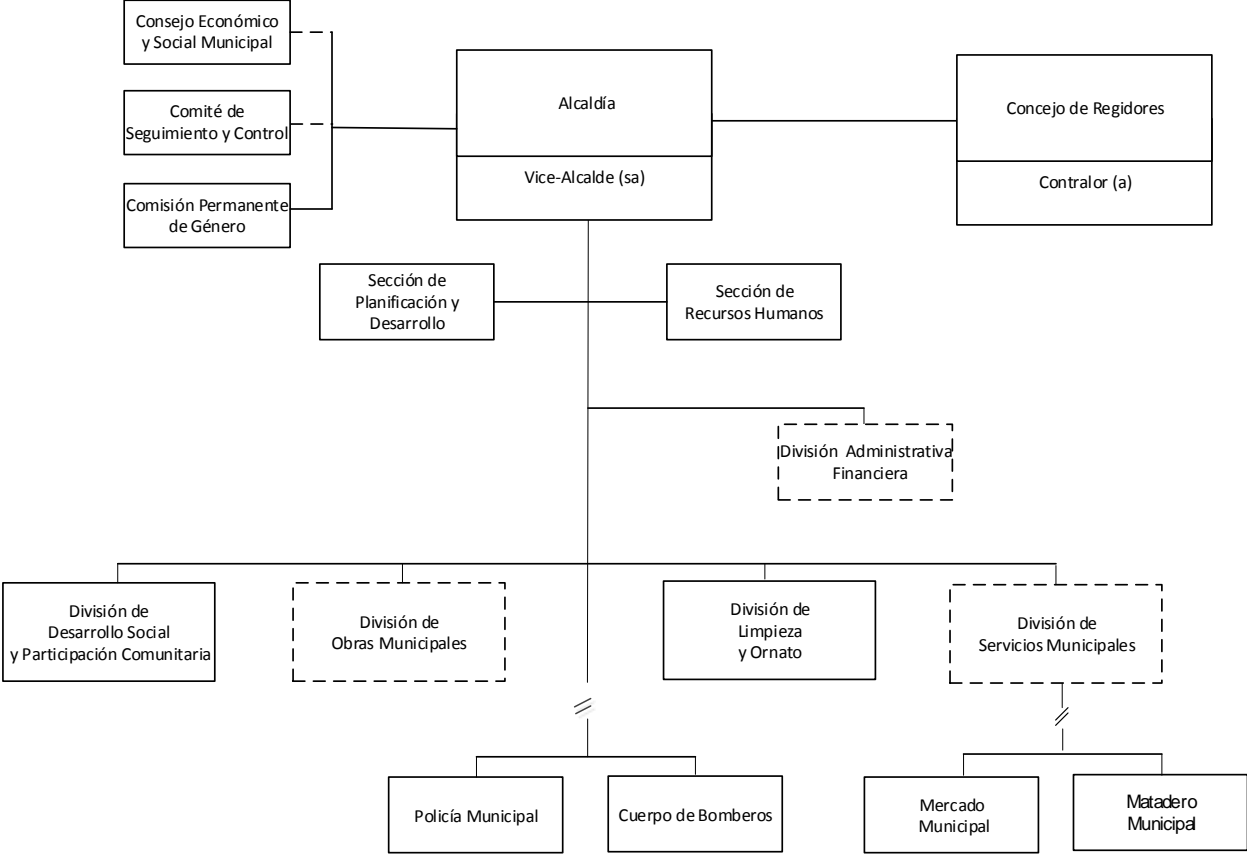 Consejo Económico
y Social Municipal
Comité de
Seguimiento y Control
Comisión Permanente
de Género
Alcaldía
Vice-Alcalde (sa)
Concejo de Regidores
Contralor (a)
Sección de
Planificación y
Desarrollo
Sección de
Recursos Humanos
División Administrativa
Financiera
División de
Desarrollo Social
y Participación Comunitaria
División de
Obras Municipales
División de
Limpieza
y Ornato
División de
Servicios Municipales
Policía Municipal
Cuerpo de Bomberos
Mercado
Municipal
Matadero
Municipal